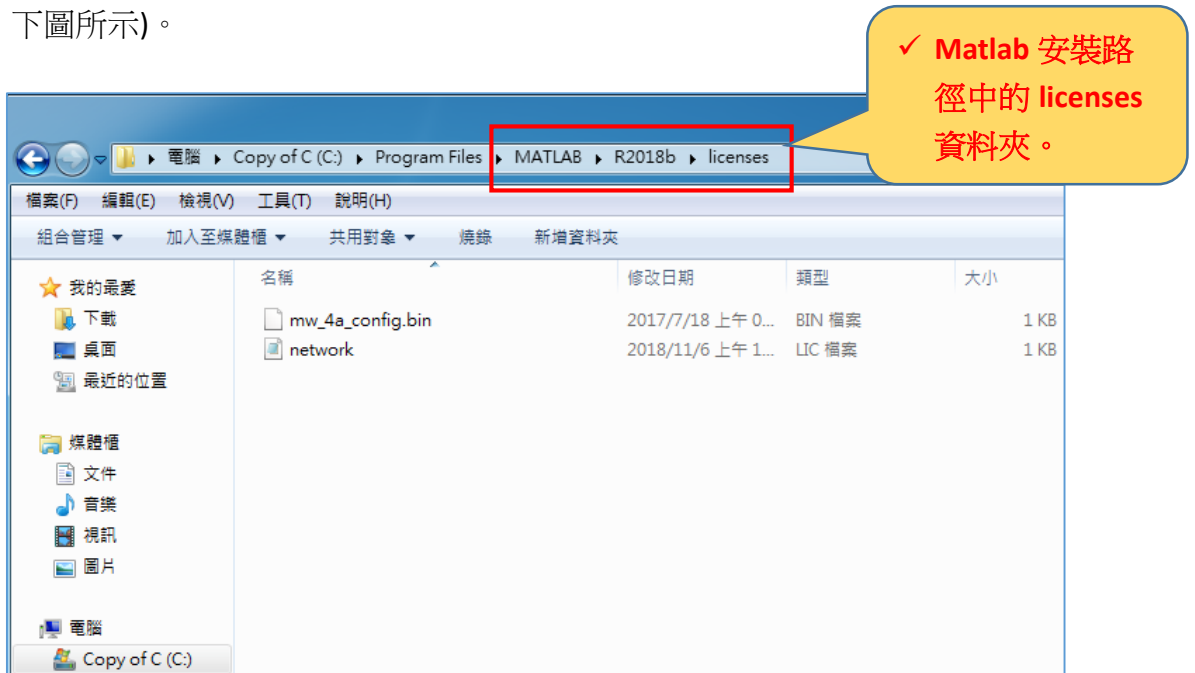 下圖所示)。
✓ Matlab 安裝路
徑中的 licenses
資料夾。
電腦 Copy of C (C:) Program Files MATLAB R2018b licenses
檔案(F) 編輯(E) 檢視(V) 工具(T) 說明(H)
組合管理 加入至媒體櫃 共用對象 燒錄 新增資料夾
名稱 修改日期 類型 大小
mw_4a_config.bin 2017/7/18 上午 0... BIN 檔案 1 KB
network 2018/11/6 上午 1... LIC 檔案 1 KB
我的最愛
下載
桌面
最近的位置
媒體櫃
文件
音樂
視訊
圖片
電腦
Copy of C (C:)